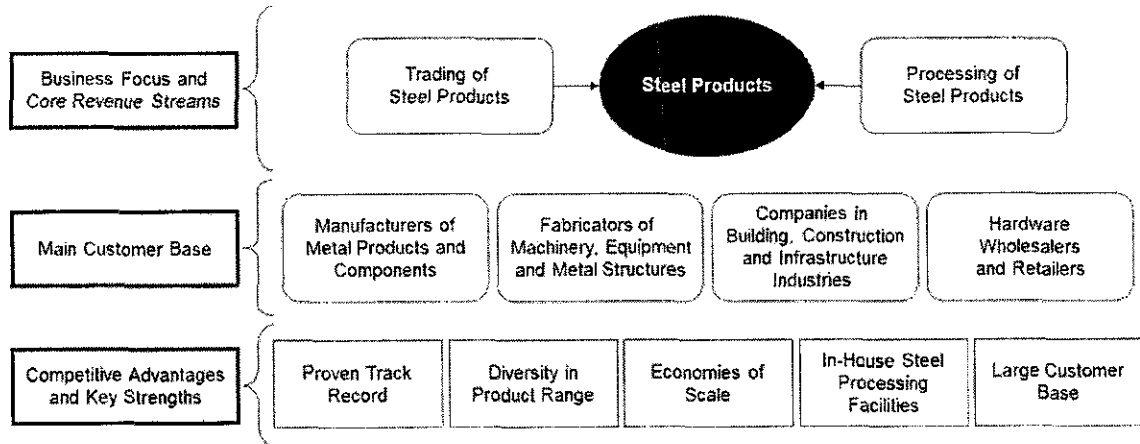 Business Focus and
Core Revenue Streams
Trading of
Steel Products
Steel Products
Processing of
Steel Products
Main Customer Base
Manufacturers of
Metal Products and
Components
Fabricators of
Machinery, Equipment
and Metal Structures
Companies in
Building, Construction
and Infrastructure
Industries
Hardware
Wholesalers
and Retailers
Competitive Advantages
and Key Strengths
Proven Track
Record
Diversity in
Product Range
Economies of
Scale
In-House Steel
Processing
Facilities
Large Customer
Base